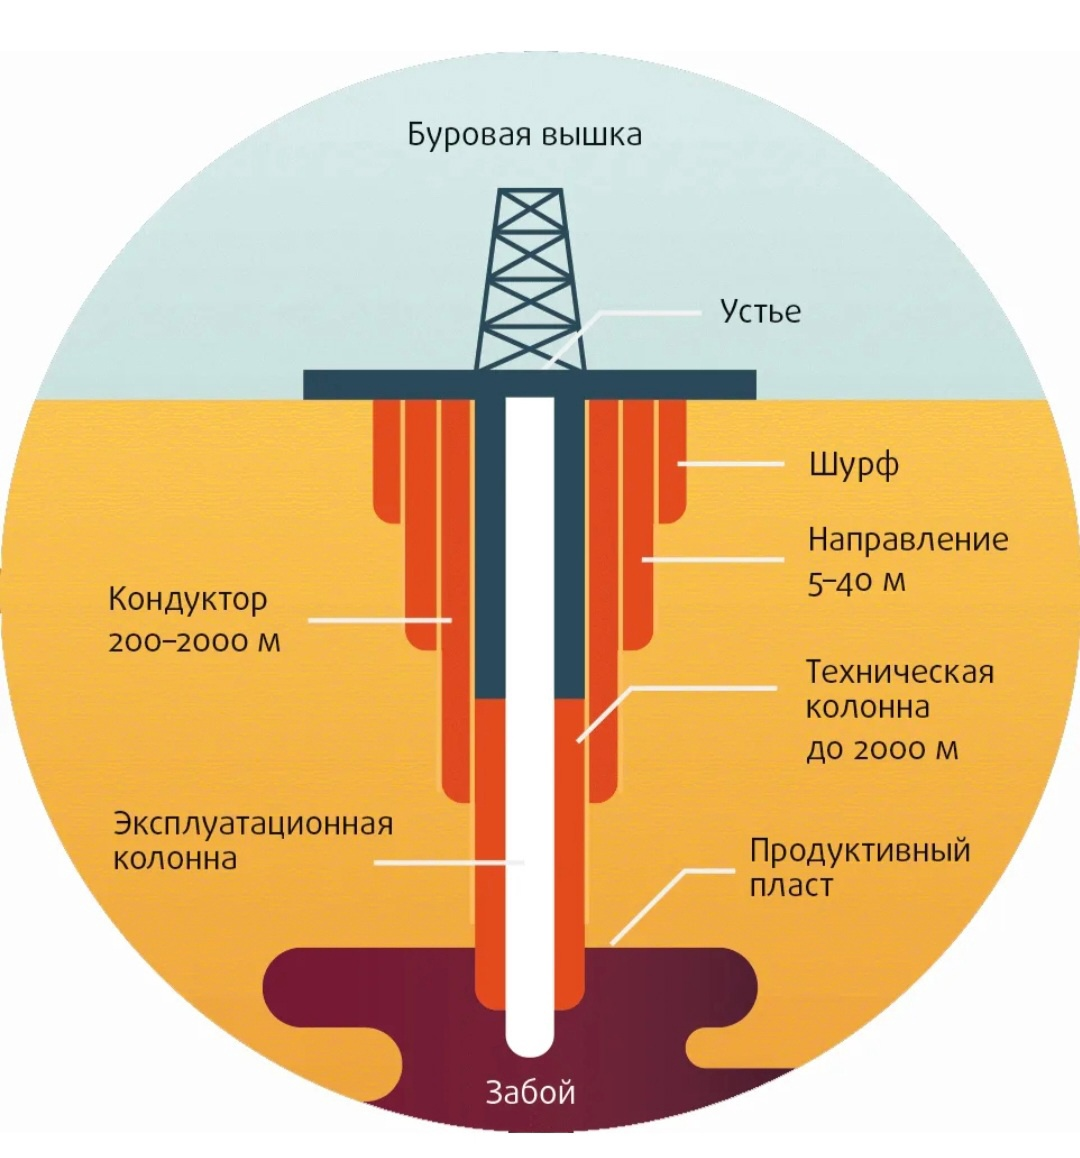 Буровая вышка
Устье
Шурф
Направление
5–40 м
Кондуктор
200–2000 м
Техническая
колонна
до 2000 м
Эксплуатационная
колонна
Продуктивный
пласт
Забой